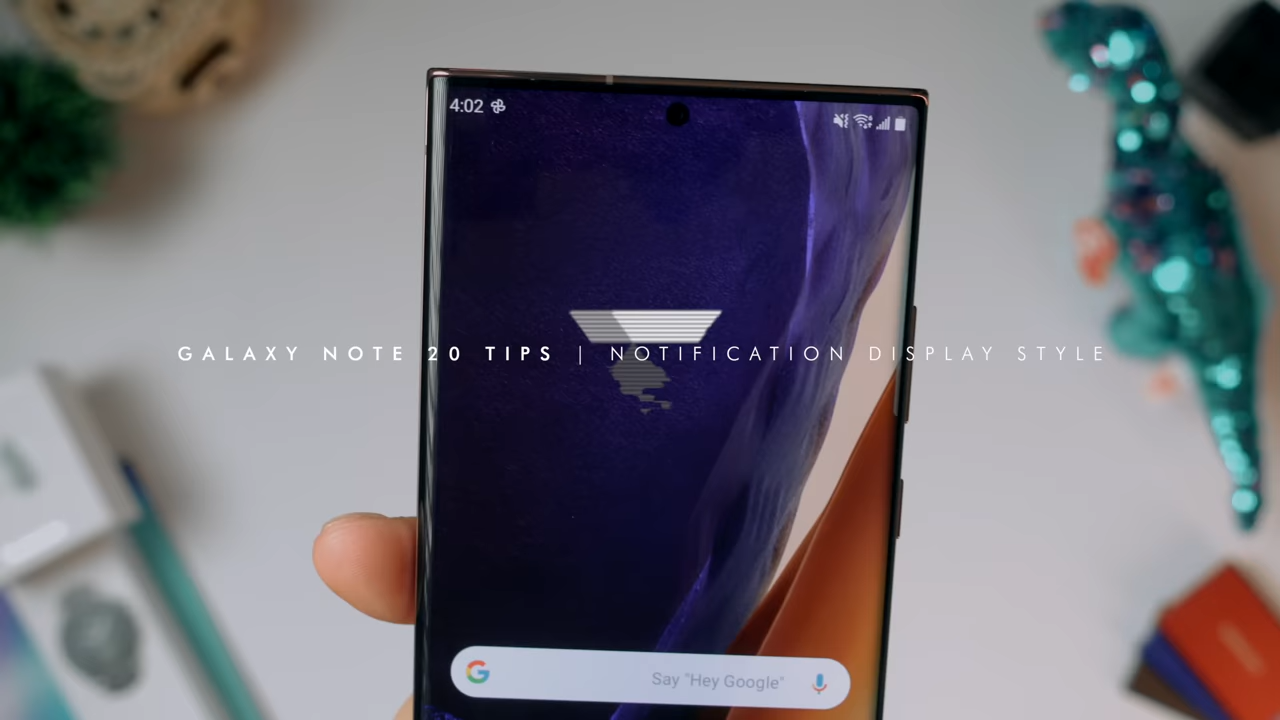 4:02
GALAXY NOTE 20 TIPS | NOTIFICATION DISPLAY STYLE
Say "Hey Google"